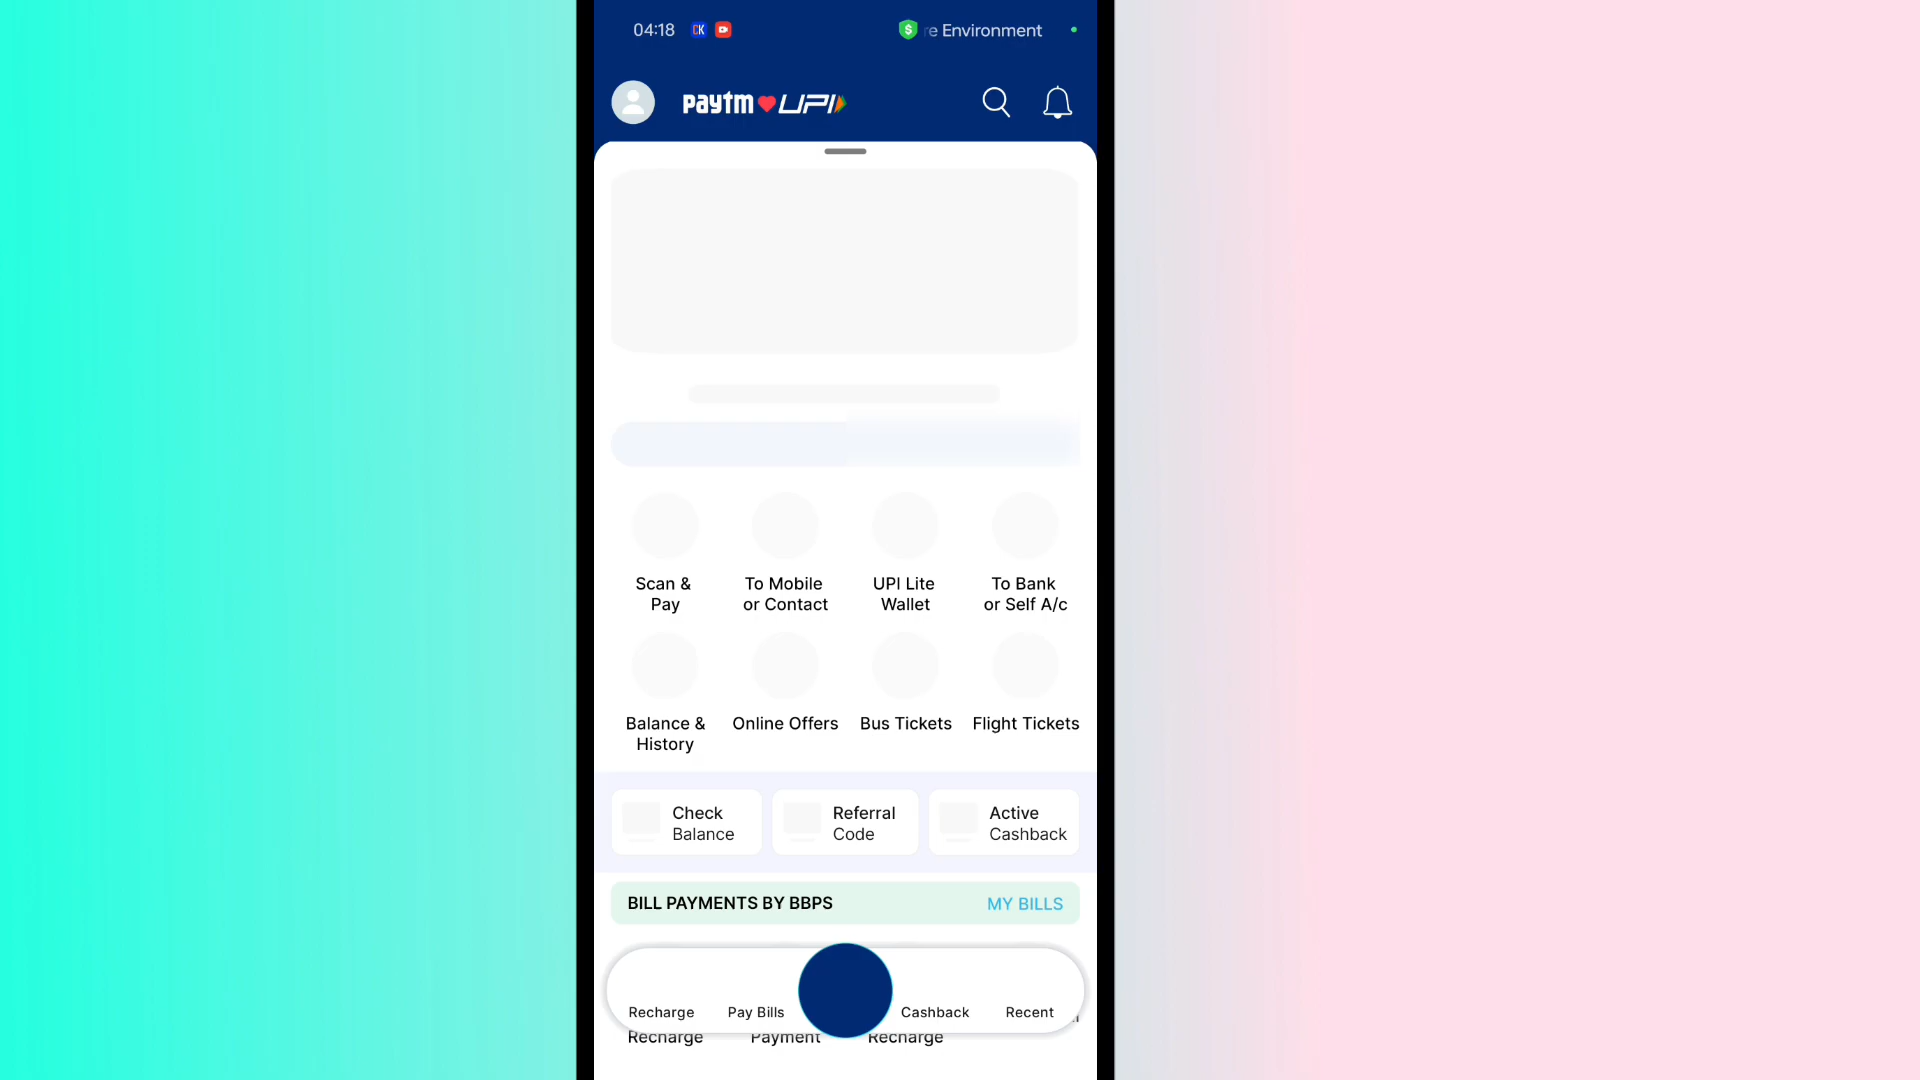 04:18 CK $ re Environment
paytm UPI
Scan & Pay
To Mobile or Contact
UPI Lite Wallet
To Bank or Self A/c
Balance & History
Online Offers
Bus Tickets
Flight Tickets
Check Balance
Referral Code
Active Cashback
BILL PAYMENTS BY BBPS MY BILLS
Recharge Pay Bills Cashback Recent
Recharge Payment Recharge